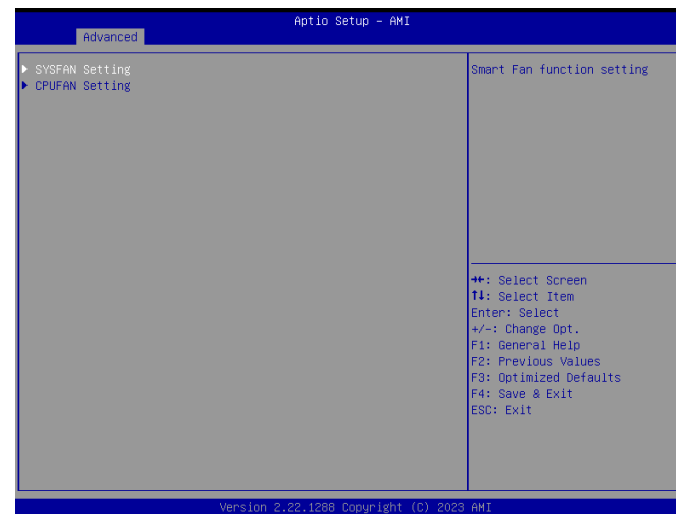 Aptio Setup – AMI
Advanced
▶ SYSFAN Setting
▶ CPUFAN Setting
Smart Fan function setting
→←: Select Screen
↑↓: Select Item
Enter: Select
+/-: Change Opt.
F1: General Help
F2: Previous Values
F3: Optimized Defaults
F4: Save & Exit
ESC: Exit
Version 2.22.1288 Copyright (C) 2023 AMI